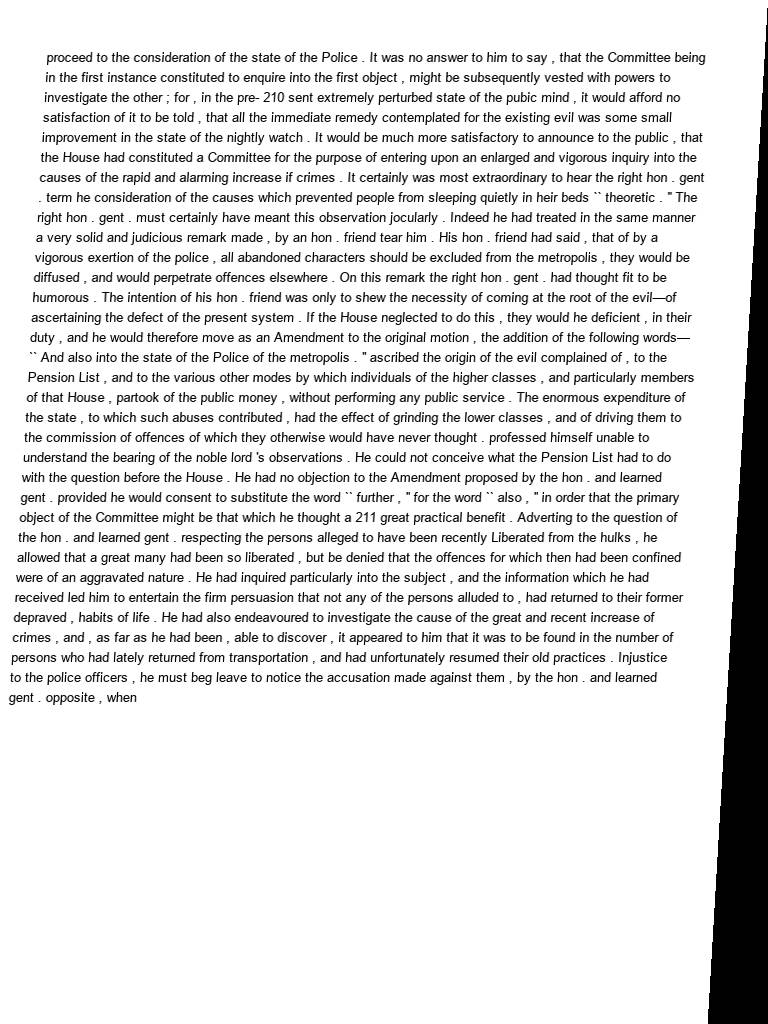 proceed to the consideration of the state of the Police . It was no answer to him to say , that the Committee being
in the first instance constituted to enquire into the first object , might be subsequently vested with powers to
investigate the other ; for , in the pre- 210 sent extremely perturbed state of the pubic mind , it would afford no
satisfaction of it to be told , that all the immediate remedy contemplated for the existing evil was some small
improvement in the state of the nightly watch . It would be much more satisfactory to announce to the public , that
the House had constituted a Committee for the purpose of entering upon an enlarged and vigorous inquiry into the
causes of the rapid and alarming increase if crimes . It certainly was most extraordinary to hear the right hon . gent
. term he consideration of the causes which prevented people from sleeping quietly in heir beds `` theoretic . " The
right hon . gent . must certainly have meant this observation jocularly . Indeed he had treated in the same manner
a very solid and judicious remark made , by an hon . friend tear him . His hon . friend had said , that of by a
vigorous exertion of the police , all abandoned characters should be excluded from the metropolis , they would be
diffused , and would perpetrate offences elsewhere . On this remark the right hon . gent . had thought fit to be
humorous . The intention of his hon . friend was only to shew the necessity of coming at the root of the evil—of
ascertaining the defect of the present system . If the House neglected to do this , they would he deficient , in their
duty , and he would therefore move as an Amendment to the original motion , the addition of the following words—
`` And also into the state of the Police of the metropolis . " ascribed the origin of the evil complained of , to the
Pension List , and to the various other modes by which individuals of the higher classes , and particularly members
of that House , partook of the public money , without performing any public service . The enormous expenditure of
the state , to which such abuses contributed , had the effect of grinding the lower classes , and of driving them to
the commission of offences of which they otherwise would have never thought . professed himself unable to
understand the bearing of the noble lord 's observations . He could not conceive what the Pension List had to do
with the question before the House . He had no objection to the Amendment proposed by the hon . and learned
gent . provided he would consent to substitute the word `` further , " for the word `` also , " in order that the primary
object of the Committee might be that which he thought a 211 great practical benefit . Adverting to the question of
the hon . and learned gent . respecting the persons alleged to have been recently Liberated from the hulks , he
allowed that a great many had been so liberated , but be denied that the offences for which then had been confined
were of an aggravated nature . He had inquired particularly into the subject , and the information which he had
received led him to entertain the firm persuasion that not any of the persons alluded to , had returned to their former
depraved , habits of life . He had also endeavoured to investigate the cause of the great and recent increase of
crimes , and , as far as he had been , able to discover , it appeared to him that it was to be found in the number of
persons who had lately returned from transportation , and had unfortunately resumed their old practices . Injustice
to the police officers , he must beg leave to notice the accusation made against them , by the hon . and learned
gent . opposite , when